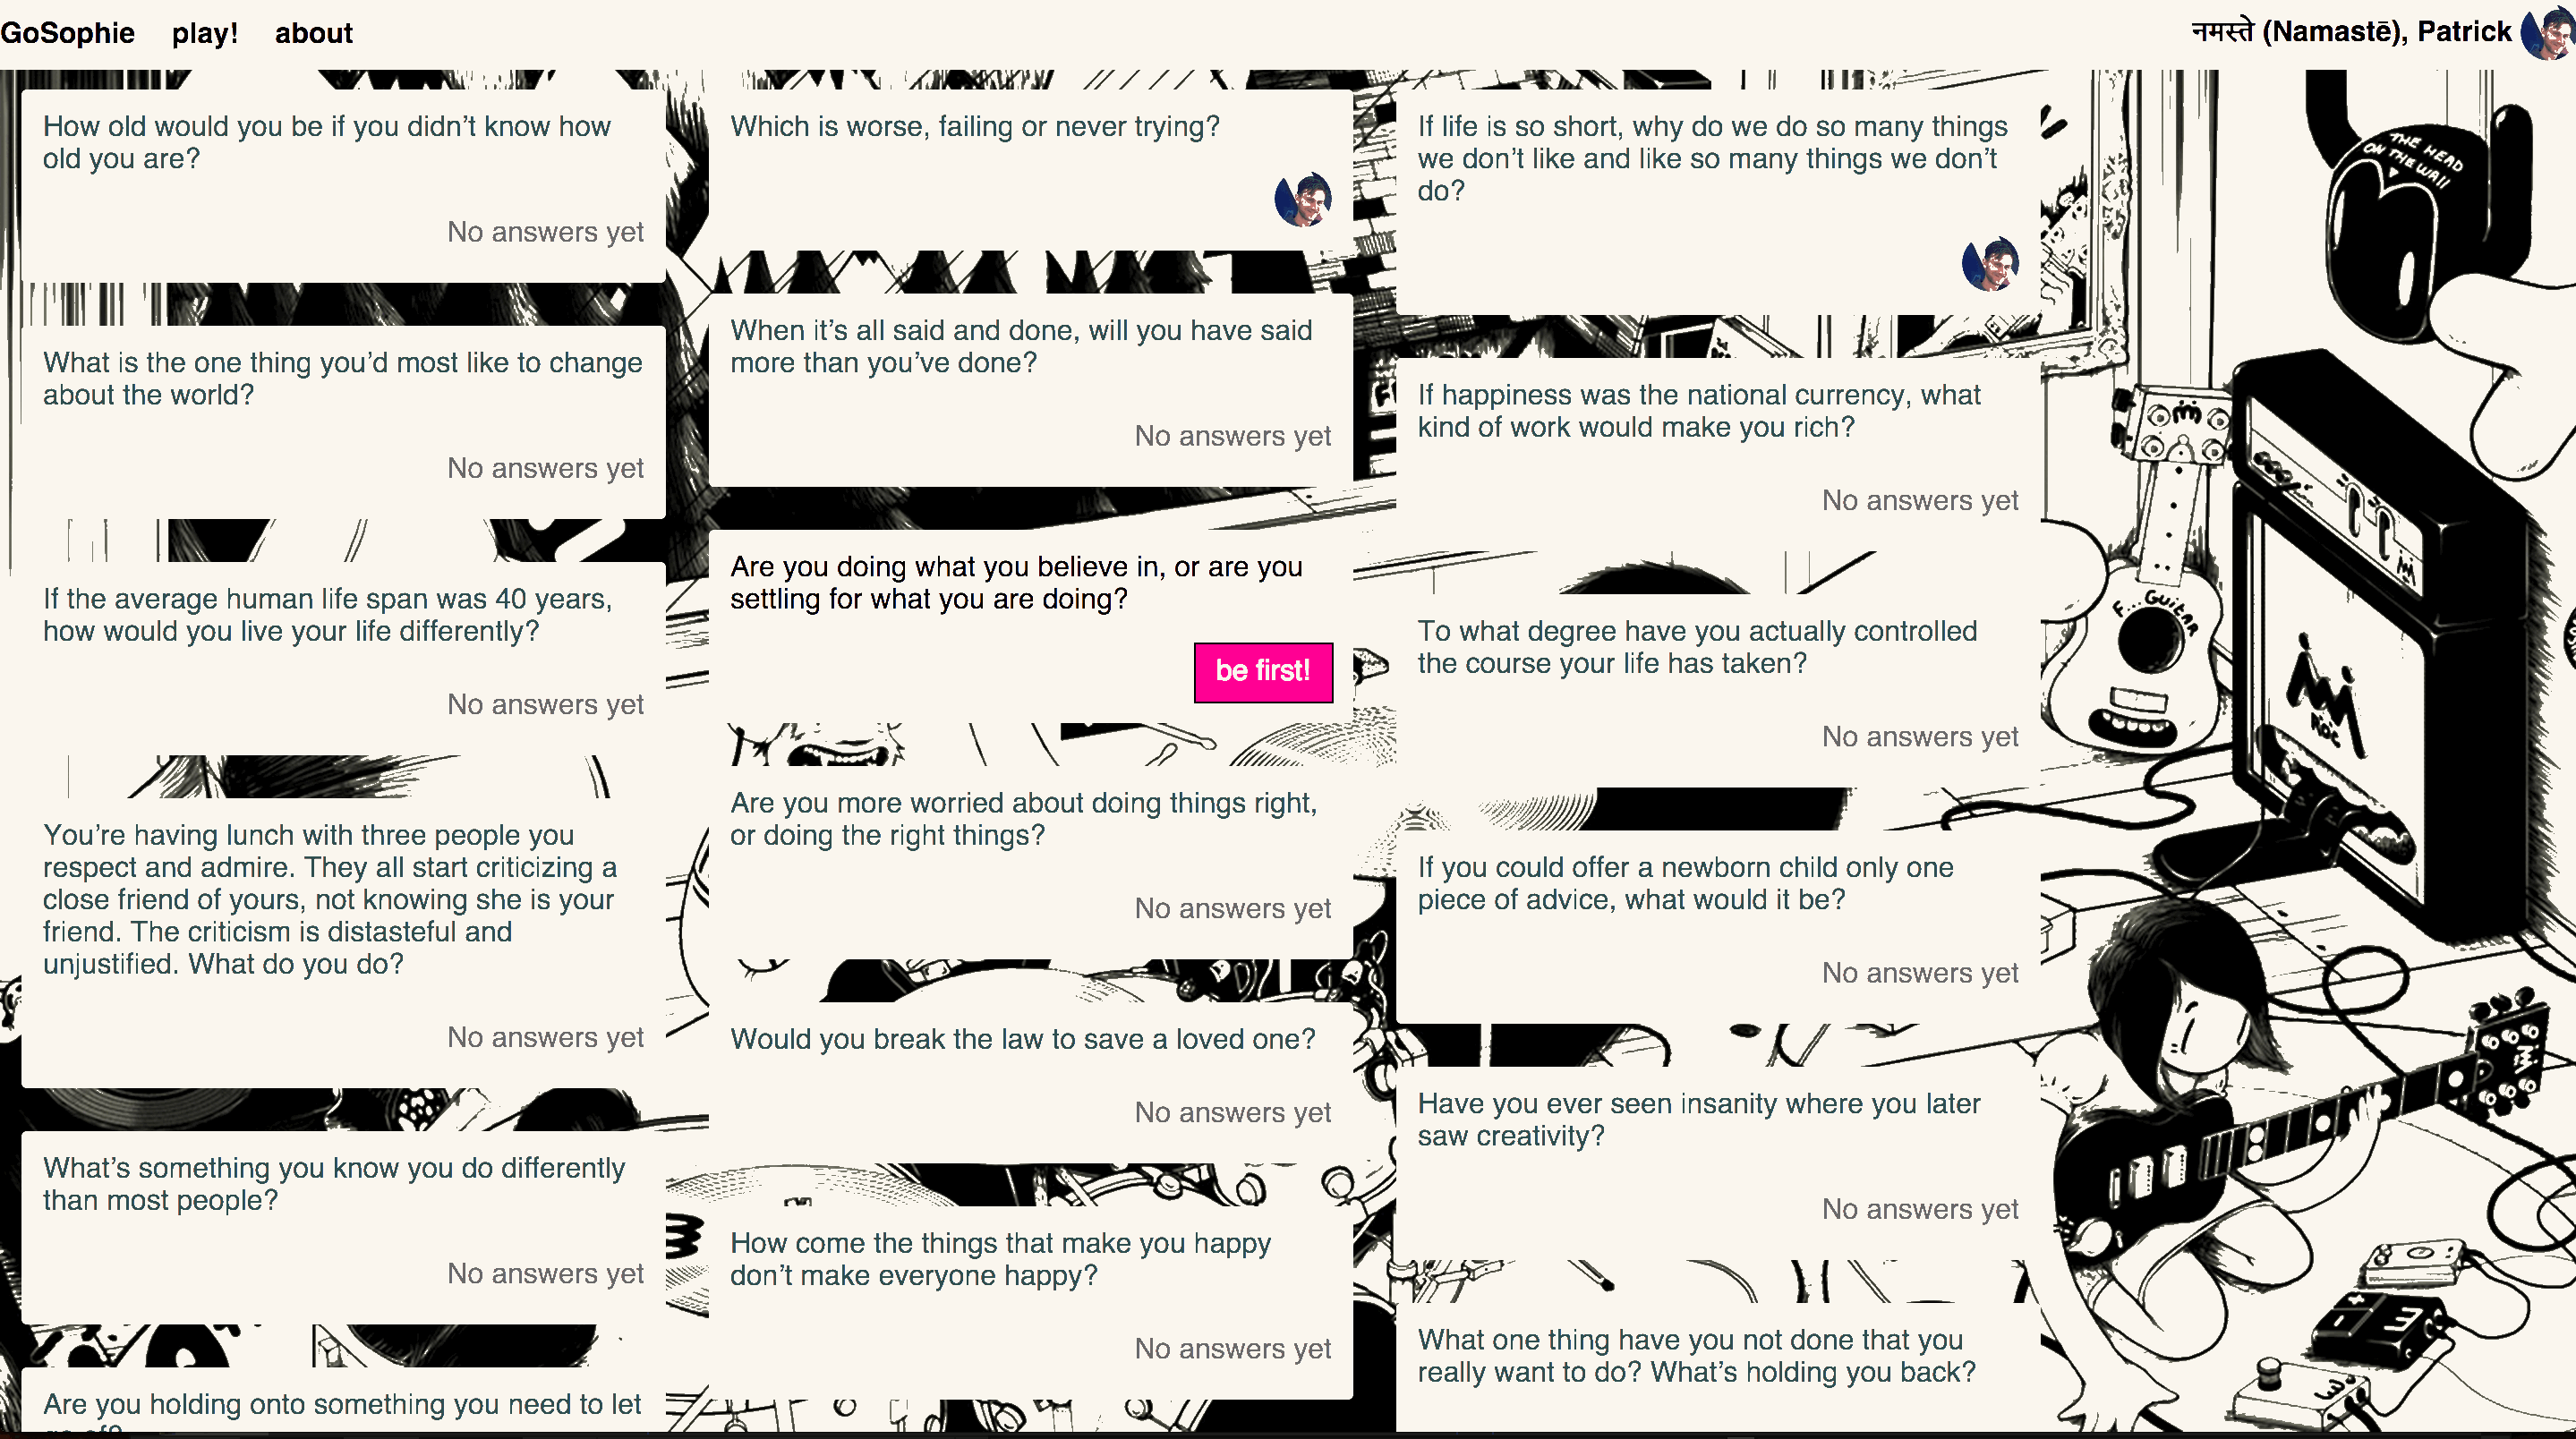 GoSophie play! about
नमस्ते (Namastē), Patrick
How old would you be if you didn’t know how
old you are?
No answers yet
What is the one thing you’d most like to change
about the world?
No answers yet
If the average human life span was 40 years,
how would you live your life differently?
No answers yet
You’re having lunch with three people you
respect and admire. They all start criticizing a
close friend of yours, not knowing she is your
friend. The criticism is distasteful and
unjustified. What do you do?
No answers yet
What’s something you know you do differently
than most people?
No answers yet
Are you holding onto something you need to let
Which is worse, failing or never trying?
When it’s all said and done, will you have said
more than you’ve done?
No answers yet
Are you doing what you believe in, or are you
settling for what you are doing?
be first!
Are you more worried about doing things right,
or doing the right things?
No answers yet
Would you break the law to save a loved one?
No answers yet
How come the things that make you happy
don’t make everyone happy?
No answers yet
If life is so short, why do we do so many things
we don’t like and like so many things we don’t
do?
If happiness was the national currency, what
kind of work would make you rich?
No answers yet
To what degree have you actually controlled
the course your life has taken?
No answers yet
If you could offer a newborn child only one
piece of advice, what would it be?
No answers yet
Have you ever seen insanity where you later
saw creativity?
No answers yet
What one thing have you not done that you
really want to do? What’s holding you back?
THE HEAD
ON THE WALL
F... GUITAR